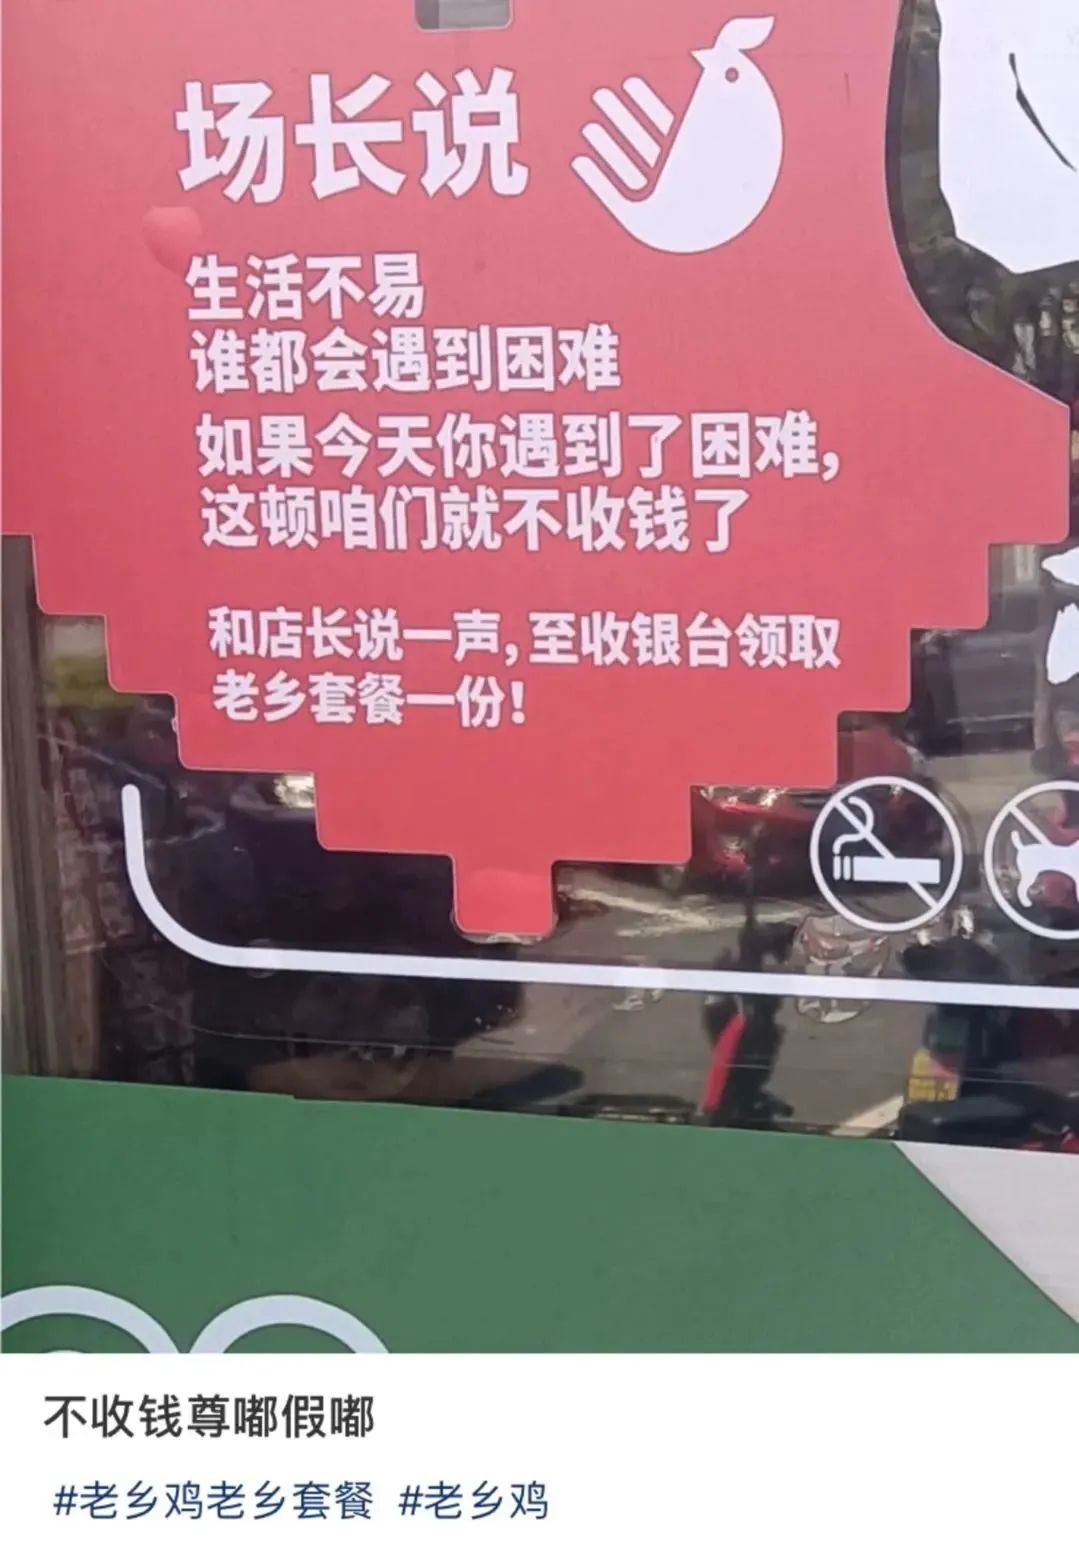 场长说
生活不易
谁都会遇到困难
如果今天你遇到了困难,
这顿咱们就不收钱了
和店长说一声,至收银台领取
老乡套餐一份!
不收钱尊嘟假嘟
#老乡鸡老乡套餐 #老乡鸡